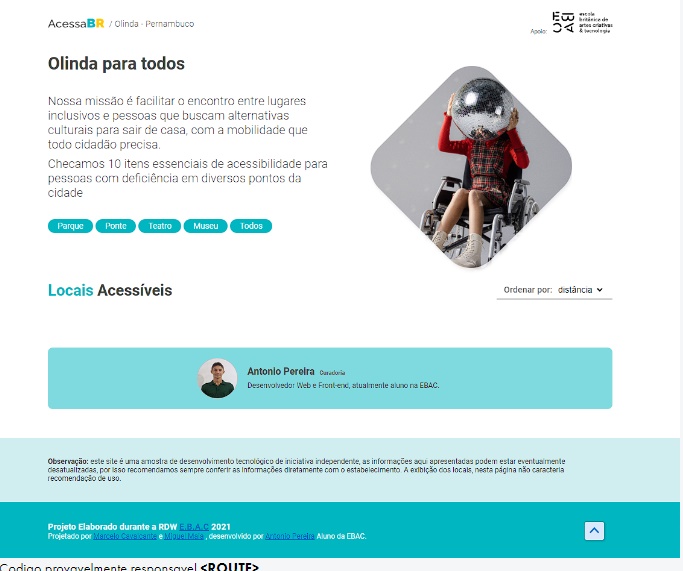 AcessaBR / Olinda - Pernambuco
Apoio:
EBAC
escola
britânica de
artes criativas
& tecnologia
Olinda para todos
Nossa missão é facilitar o encontro entre lugares
inclusivos e pessoas que buscam alternativas
culturais para sair de casa, com a mobilidade que
todo cidadão precisa.
Checamos 10 itens essenciais de acessibilidade para
pessoas com deficiência em diversos pontos da
cidade
Parque Ponte Teatro Museu Todos
Locais Acessíveis
Ordenar por: distância
Antonio Pereira Curadoria
Desenvolvedor Web e Front-end, atualmente aluno na EBAC.
Observação: este site é uma amostra de desenvolvimento tecnológico de iniciativa independente, as informações aqui apresentadas podem estar eventualmente
desatualizadas, por isso recomendamos sempre conferir as informações diretamente com o estabelecimento. A exibição dos locais, nesta página não caracteria
recomendação de uso.
Projeto Elaborado durante a RDW E.B.A.C 2021
Projetado por Marcelo Cavalcante e Miguel Maia , desenvolvido por Antonio Pereira Aluno da EBAC.
Codigo provavelmente responsavel <ROUTE>